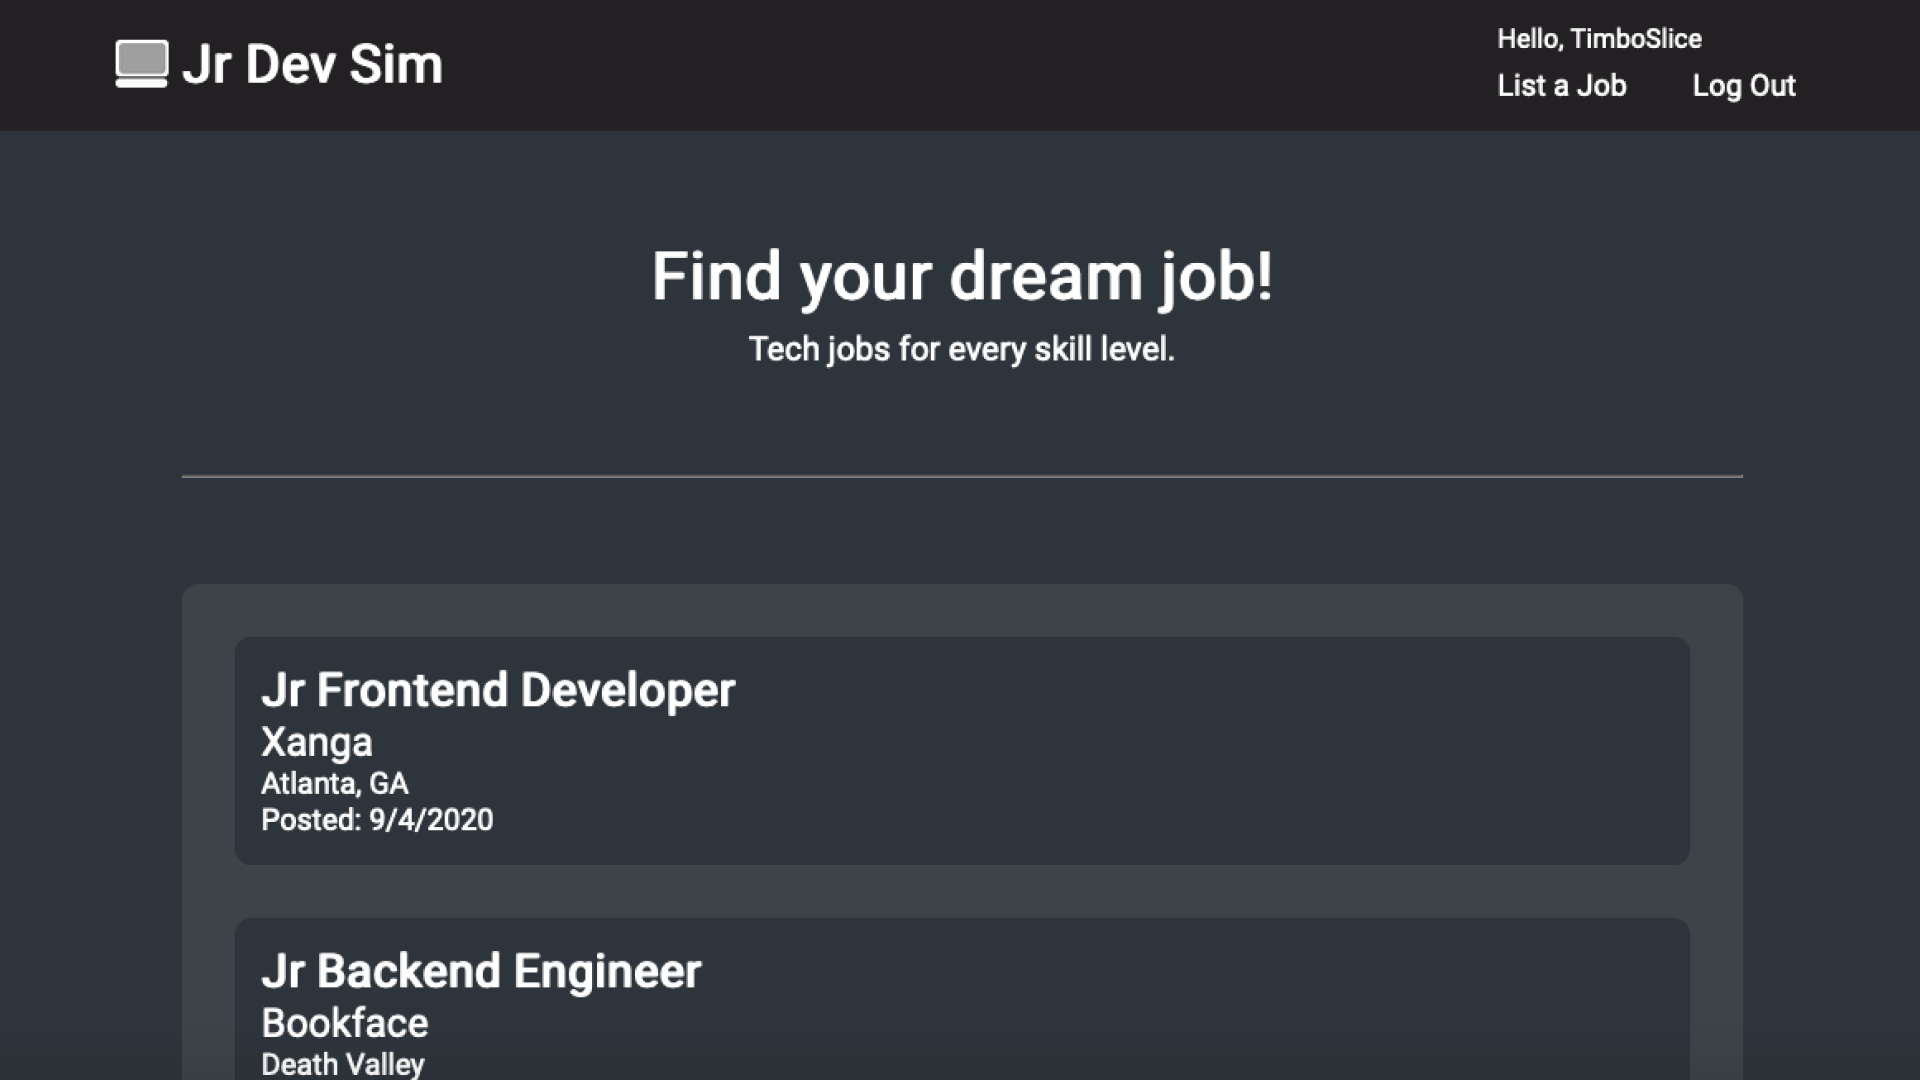 Jr Dev Sim
Hello, TimboSlice
List a Job
Log Out
Find your dream job!
Tech jobs for every skill level.
Jr Frontend Developer
Xanga
Atlanta, GA
Posted: 9/4/2020
Jr Backend Engineer
Bookface
Death Valley